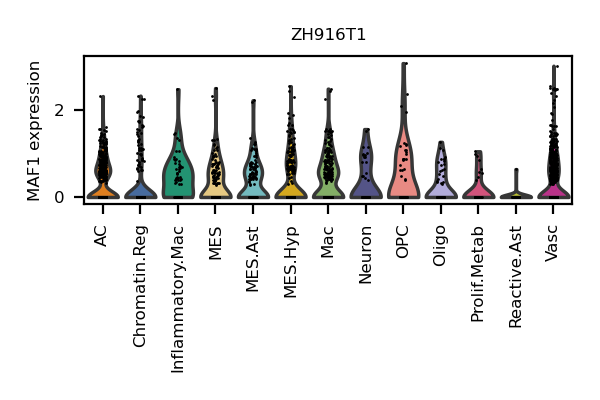 ZH916T1
MAF1 expression
2
0
AC
Chromatin.Reg
Inflammatory.Mac
MES
MES.Ast
MES.Hyp
Mac
Neuron
OPC
Oligo
Prolif.Metab
Reactive.Ast
Vasc